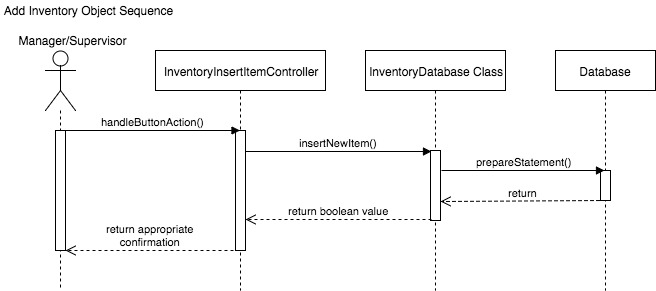 Add Inventory Object Sequence
Manager/Supervisor
InventoryInsertItemController
InventoryDatabase Class
Database
handleButtonAction()
insertNewItem()
prepareStatement()
return
return boolean value
return appropriate
confirmation